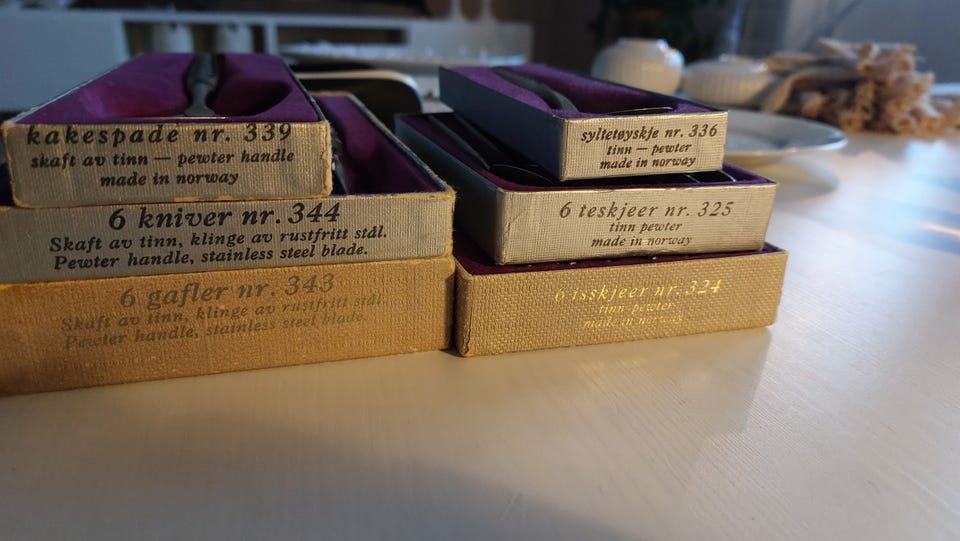 kakespade nr. 339
skaft av tinn — pewter handle
made in norway
6 kniver nr. 344
Skaft av tinn, klinge av rustfritt stål.
Pewter handle, stainless steel blade.
6 gafler nr. 343
Skaft av tinn, klinge av rustfritt stål.
Pewter handle, stainless steel blade.
syltetøyskje nr. 336
tinn — pewter
made in norway
6 teskjeer nr. 325
tinn pewter
made in norway
6 isskjeer nr. 324
tinn pewter
made in norway